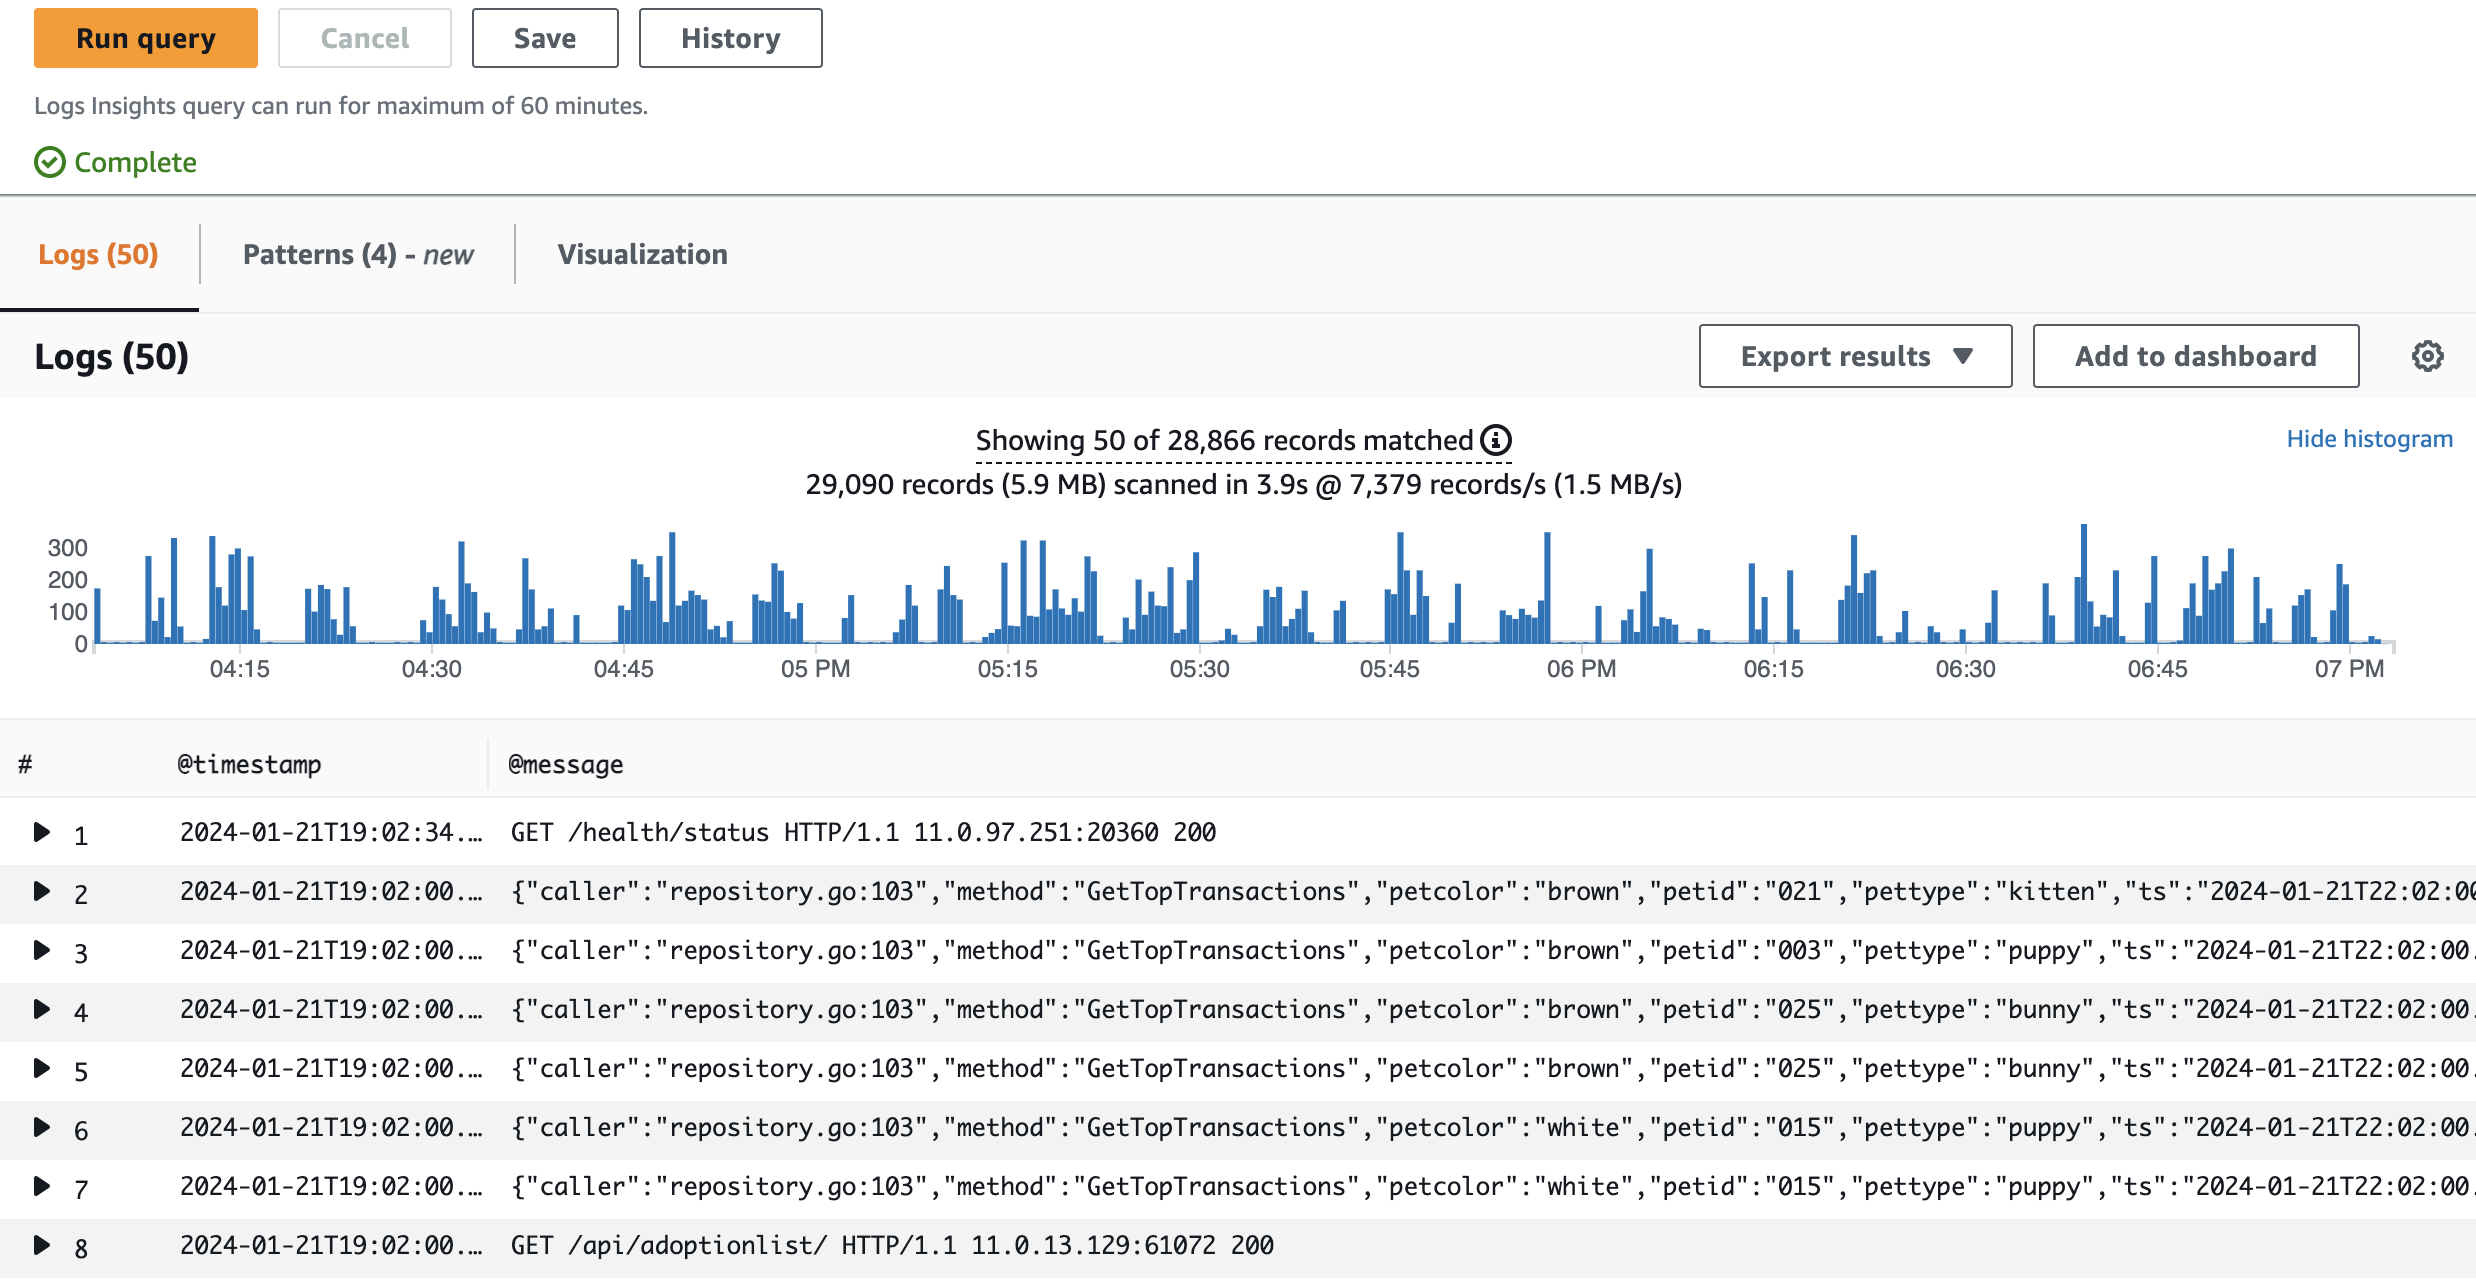 Run query Cancel Save History
Logs Insights query can run for maximum of 60 minutes.
Complete
Logs (50) Patterns (4) - new Visualization
Logs (50) Export results Add to dashboard
Showing 50 of 28,866 records matched
Hide histogram
29,090 records (5.9 MB) scanned in 3.9s @ 7,379 records/s (1.5 MB/s)
300
200
100
0
04:15 04:30 04:45 05 PM 05:15 05:30 05:45 06 PM 06:15 06:30 06:45 07 PM
# @timestamp @message
1 2024-01-21T19:02:34.… GET /health/status HTTP/1.1 11.0.97.251:20360 200
2 2024-01-21T19:02:00.… {"caller":"repository.go:103","method":"GetTopTransactions","petcolor":"brown","petid":"021","pettype":"kitten","ts":"2024-01-21T22:02:00
3 2024-01-21T19:02:00.… {"caller":"repository.go:103","method":"GetTopTransactions","petcolor":"brown","petid":"003","pettype":"puppy","ts":"2024-01-21T22:02:00.
4 2024-01-21T19:02:00.… {"caller":"repository.go:103","method":"GetTopTransactions","petcolor":"brown","petid":"025","pettype":"bunny","ts":"2024-01-21T22:02:00.
5 2024-01-21T19:02:00.… {"caller":"repository.go:103","method":"GetTopTransactions","petcolor":"brown","petid":"025","pettype":"bunny","ts":"2024-01-21T22:02:00.
6 2024-01-21T19:02:00.… {"caller":"repository.go:103","method":"GetTopTransactions","petcolor":"white","petid":"015","pettype":"puppy","ts":"2024-01-21T22:02:00.
7 2024-01-21T19:02:00.… {"caller":"repository.go:103","method":"GetTopTransactions","petcolor":"white","petid":"015","pettype":"puppy","ts":"2024-01-21T22:02:00.
8 2024-01-21T19:02:00.… GET /api/adoptionlist/ HTTP/1.1 11.0.13.129:61072 200